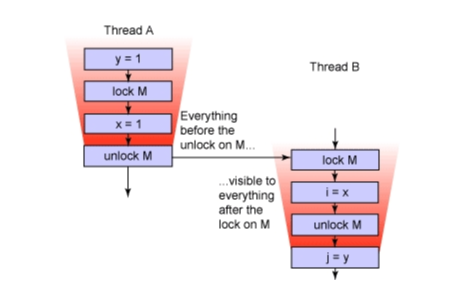 Thread A
y = 1
lock M
x = 1
unlock M
Everything
before the
unlock on M...
Thread B
lock M
i = x
unlock M
j = y
...visible to
everything
after the
lock on M